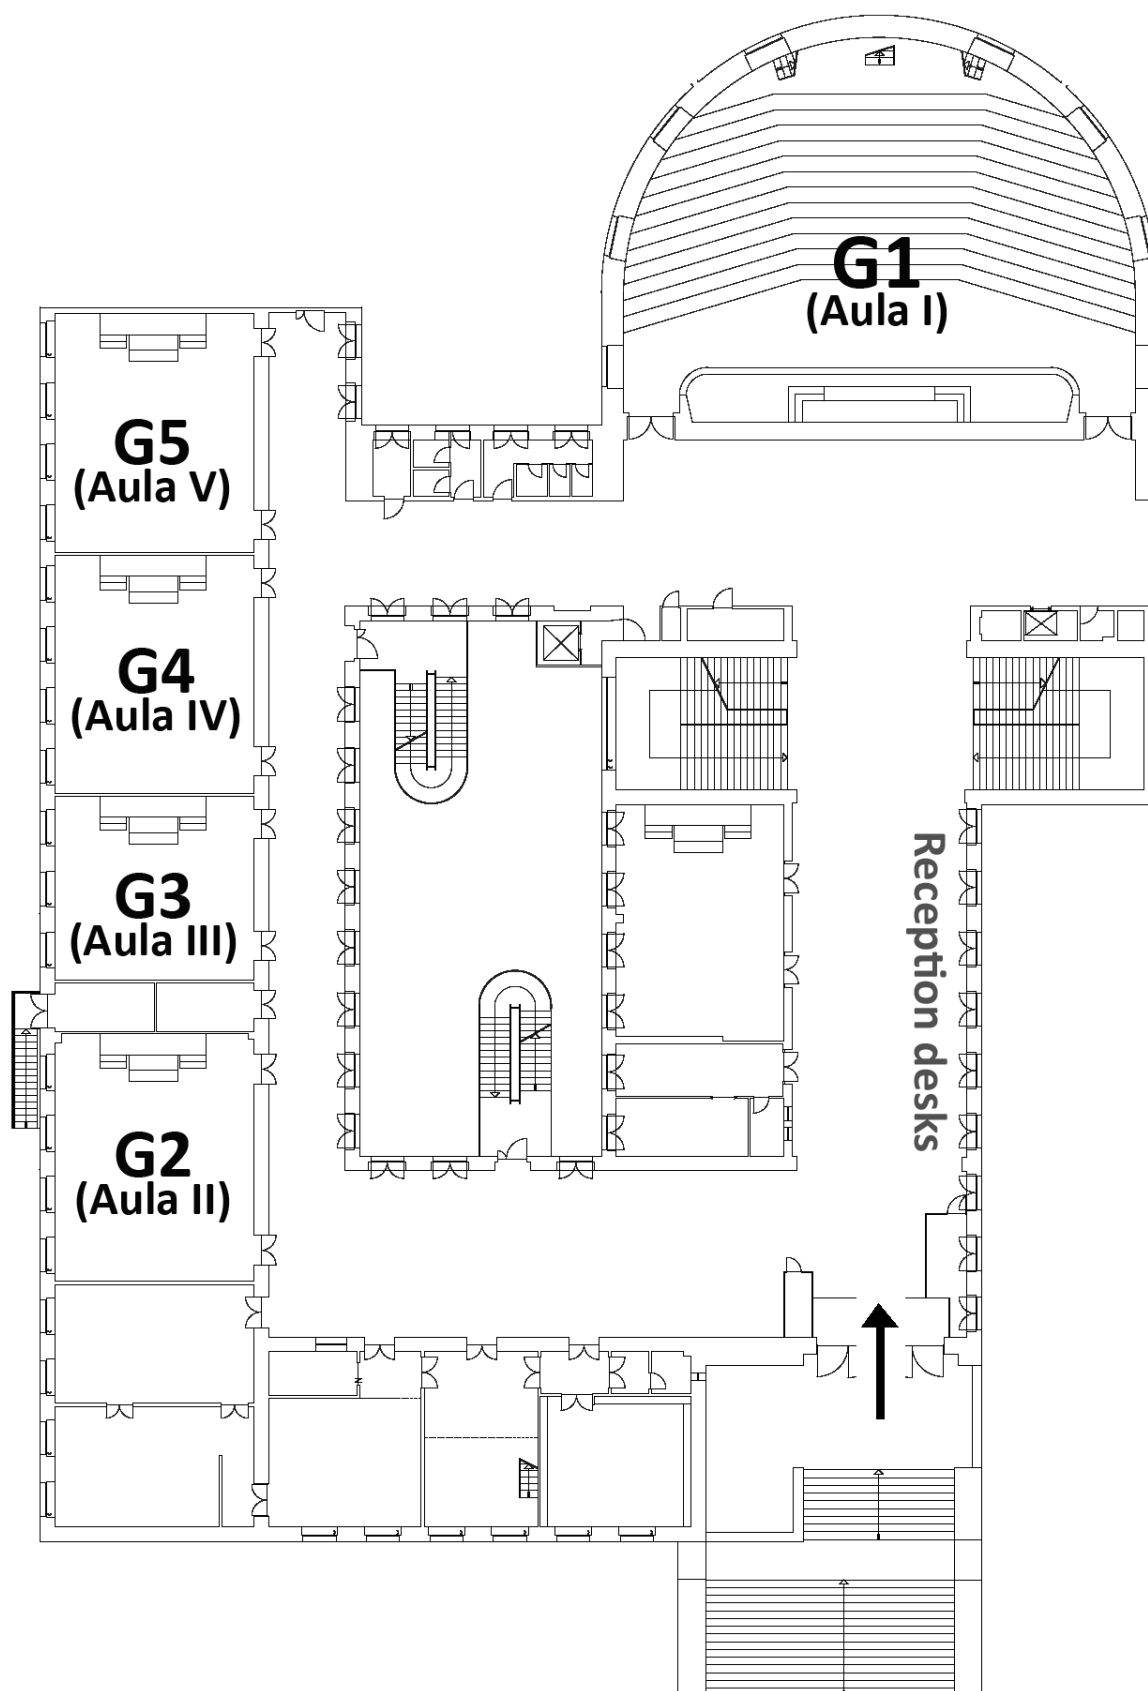 G1
(Aula I)
G5
(Aula V)
G4
(Aula IV)
G3
(Aula III)
Reception desks
G2
(Aula II)